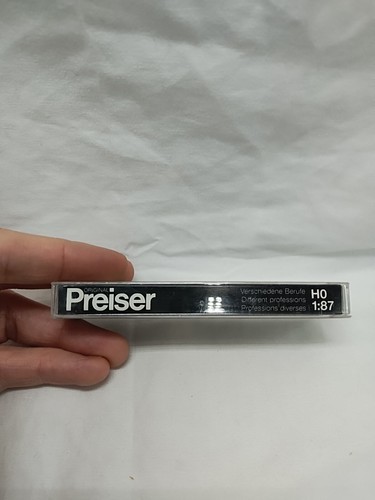 ORIGINAL
Preiser
Verschiedene Berufe
Different professions
Professions diverses
H0
1:87